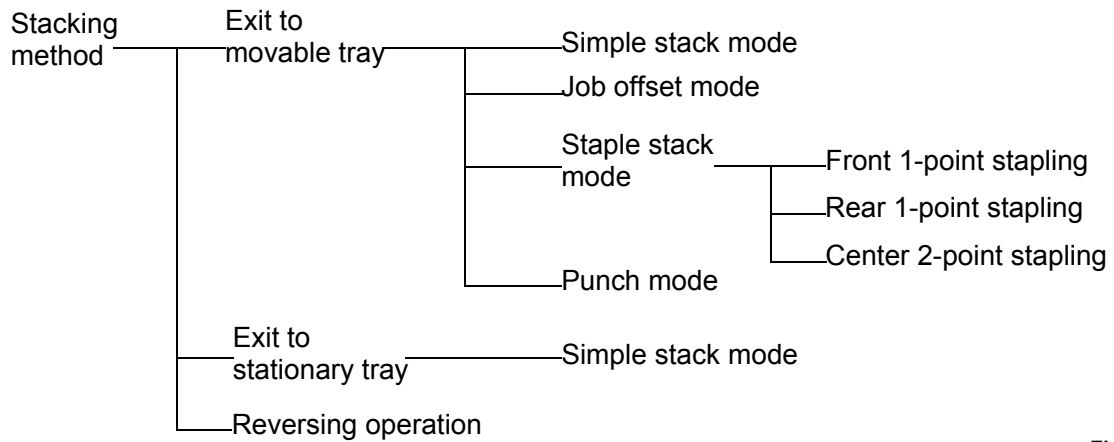 Stacking
method
Exit to
movable tray
Simple stack mode
Job offset mode
Staple stack
mode
Front 1-point stapling
Rear 1-point stapling
Center 2-point stapling
Punch mode
Exit to
stationary tray
Simple stack mode
Reversing operation